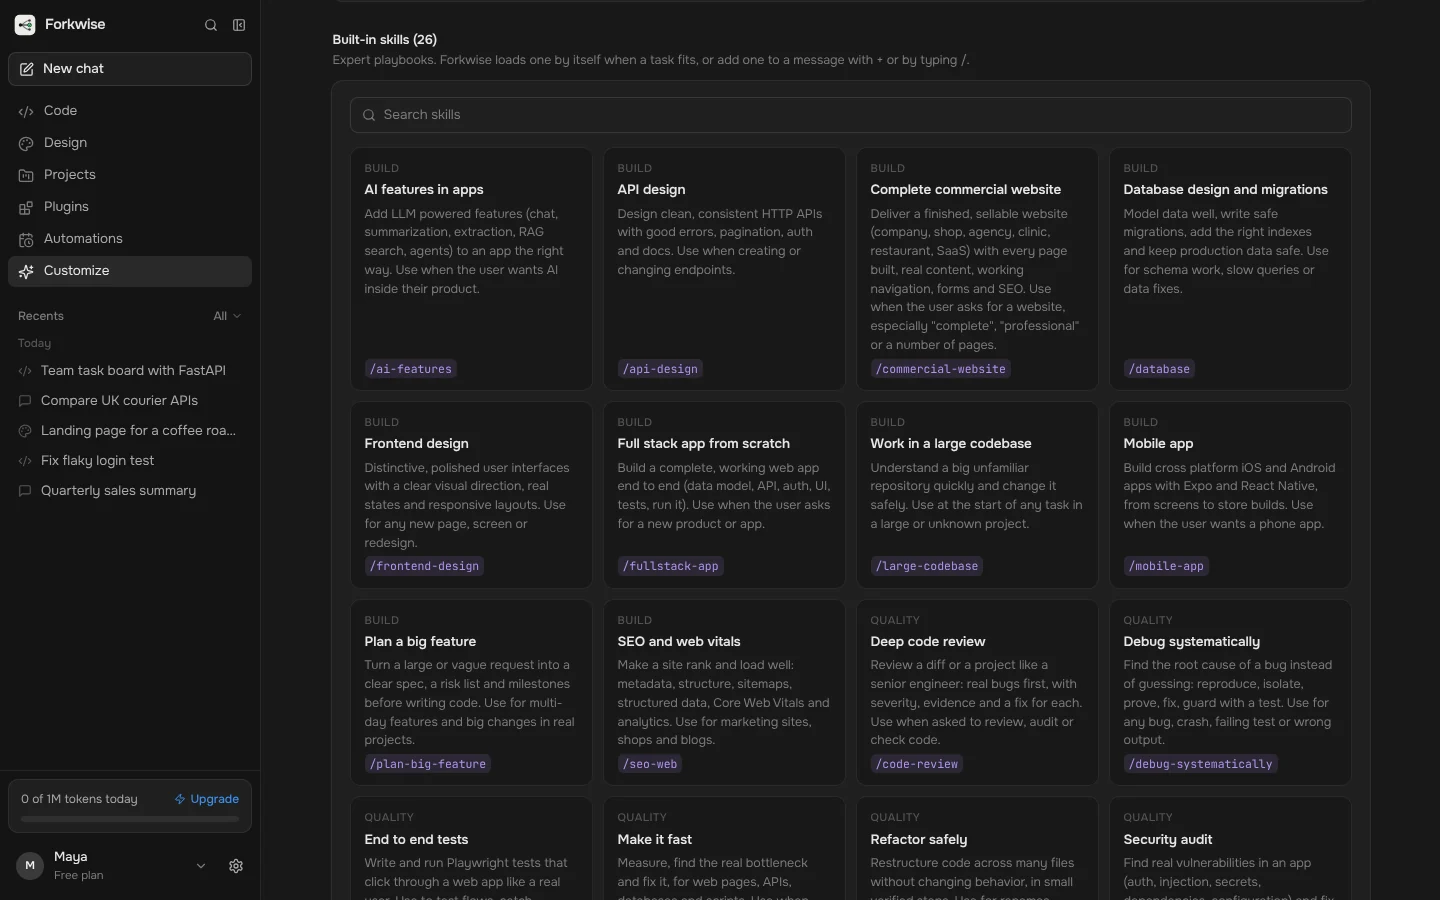 Forkwise
New chat
Code
Design
Projects
Plugins
Automations
Customize
Recents
All
Today
Team task board with FastAPI
Compare UK courier APIs
Landing page for a coffee roa...
Fix flaky login test
Quarterly sales summary
0 of 1M tokens today
Upgrade
M
Maya
Free plan
Built-in skills (26)
Expert playbooks. Forkwise loads one by itself when a task fits, or add one to a message with + or by typing /.
Search skills
BUILD
AI features in apps
Add LLM powered features (chat,
summarization, extraction, RAG
search, agents) to an app the right
way. Use when the user wants AI
inside their product.
/ai-features
BUILD
API design
Design clean, consistent HTTP APIs
with good errors, pagination, auth
and docs. Use when creating or
changing endpoints.
/api-design
BUILD
Complete commercial website
Deliver a finished, sellable website
(company, shop, agency, clinic,
restaurant, SaaS) with every page
built, real content, working
navigation, forms and SEO. Use
when the user asks for a website,
especially "complete", "professional"
or a number of pages.
/commercial-website
BUILD
Database design and migrations
Model data well, write safe
migrations, add the right indexes
and keep production data safe. Use
for schema work, slow queries or
data fixes.
/database
BUILD
Frontend design
Distinctive, polished user interfaces
with a clear visual direction, real
states and responsive layouts. Use
for any new page, screen or
redesign.
/frontend-design
BUILD
Full stack app from scratch
Build a complete, working web app
end to end (data model, API, auth, UI,
tests, run it). Use when the user asks
for a new product or app.
/fullstack-app
BUILD
Work in a large codebase
Understand a big unfamiliar
repository quickly and change it
safely. Use at the start of any task in
a large or unknown project.
/large-codebase
BUILD
Mobile app
Build cross platform iOS and Android
apps with Expo and React Native,
from screens to store builds. Use
when the user wants a phone app.
/mobile-app
BUILD
Plan a big feature
Turn a large or vague request into a
clear spec, a risk list and milestones
before writing code. Use for multi-
day features and big changes in real
projects.
/plan-big-feature
BUILD
SEO and web vitals
Make a site rank and load well:
metadata, structure, sitemaps,
structured data, Core Web Vitals and
analytics. Use for marketing sites,
shops and blogs.
/seo-web
QUALITY
Deep code review
Review a diff or a project like a
senior engineer: real bugs first, with
severity, evidence and a fix for each.
Use when asked to review, audit or
check code.
/code-review
QUALITY
Debug systematically
Find the root cause of a bug instead
of guessing: reproduce, isolate,
prove, fix, guard with a test. Use for
any bug, crash, failing test or wrong
output.
/debug-systematically
QUALITY
End to end tests
Write and run Playwright tests that
click through a web app like a real
QUALITY
Make it fast
Measure, find the real bottleneck
and fix it, for web pages, APIs,
QUALITY
Refactor safely
Restructure code across many files
without changing behavior, in small
QUALITY
Security audit
Find real vulnerabilities in an app
(auth, injection, secrets,